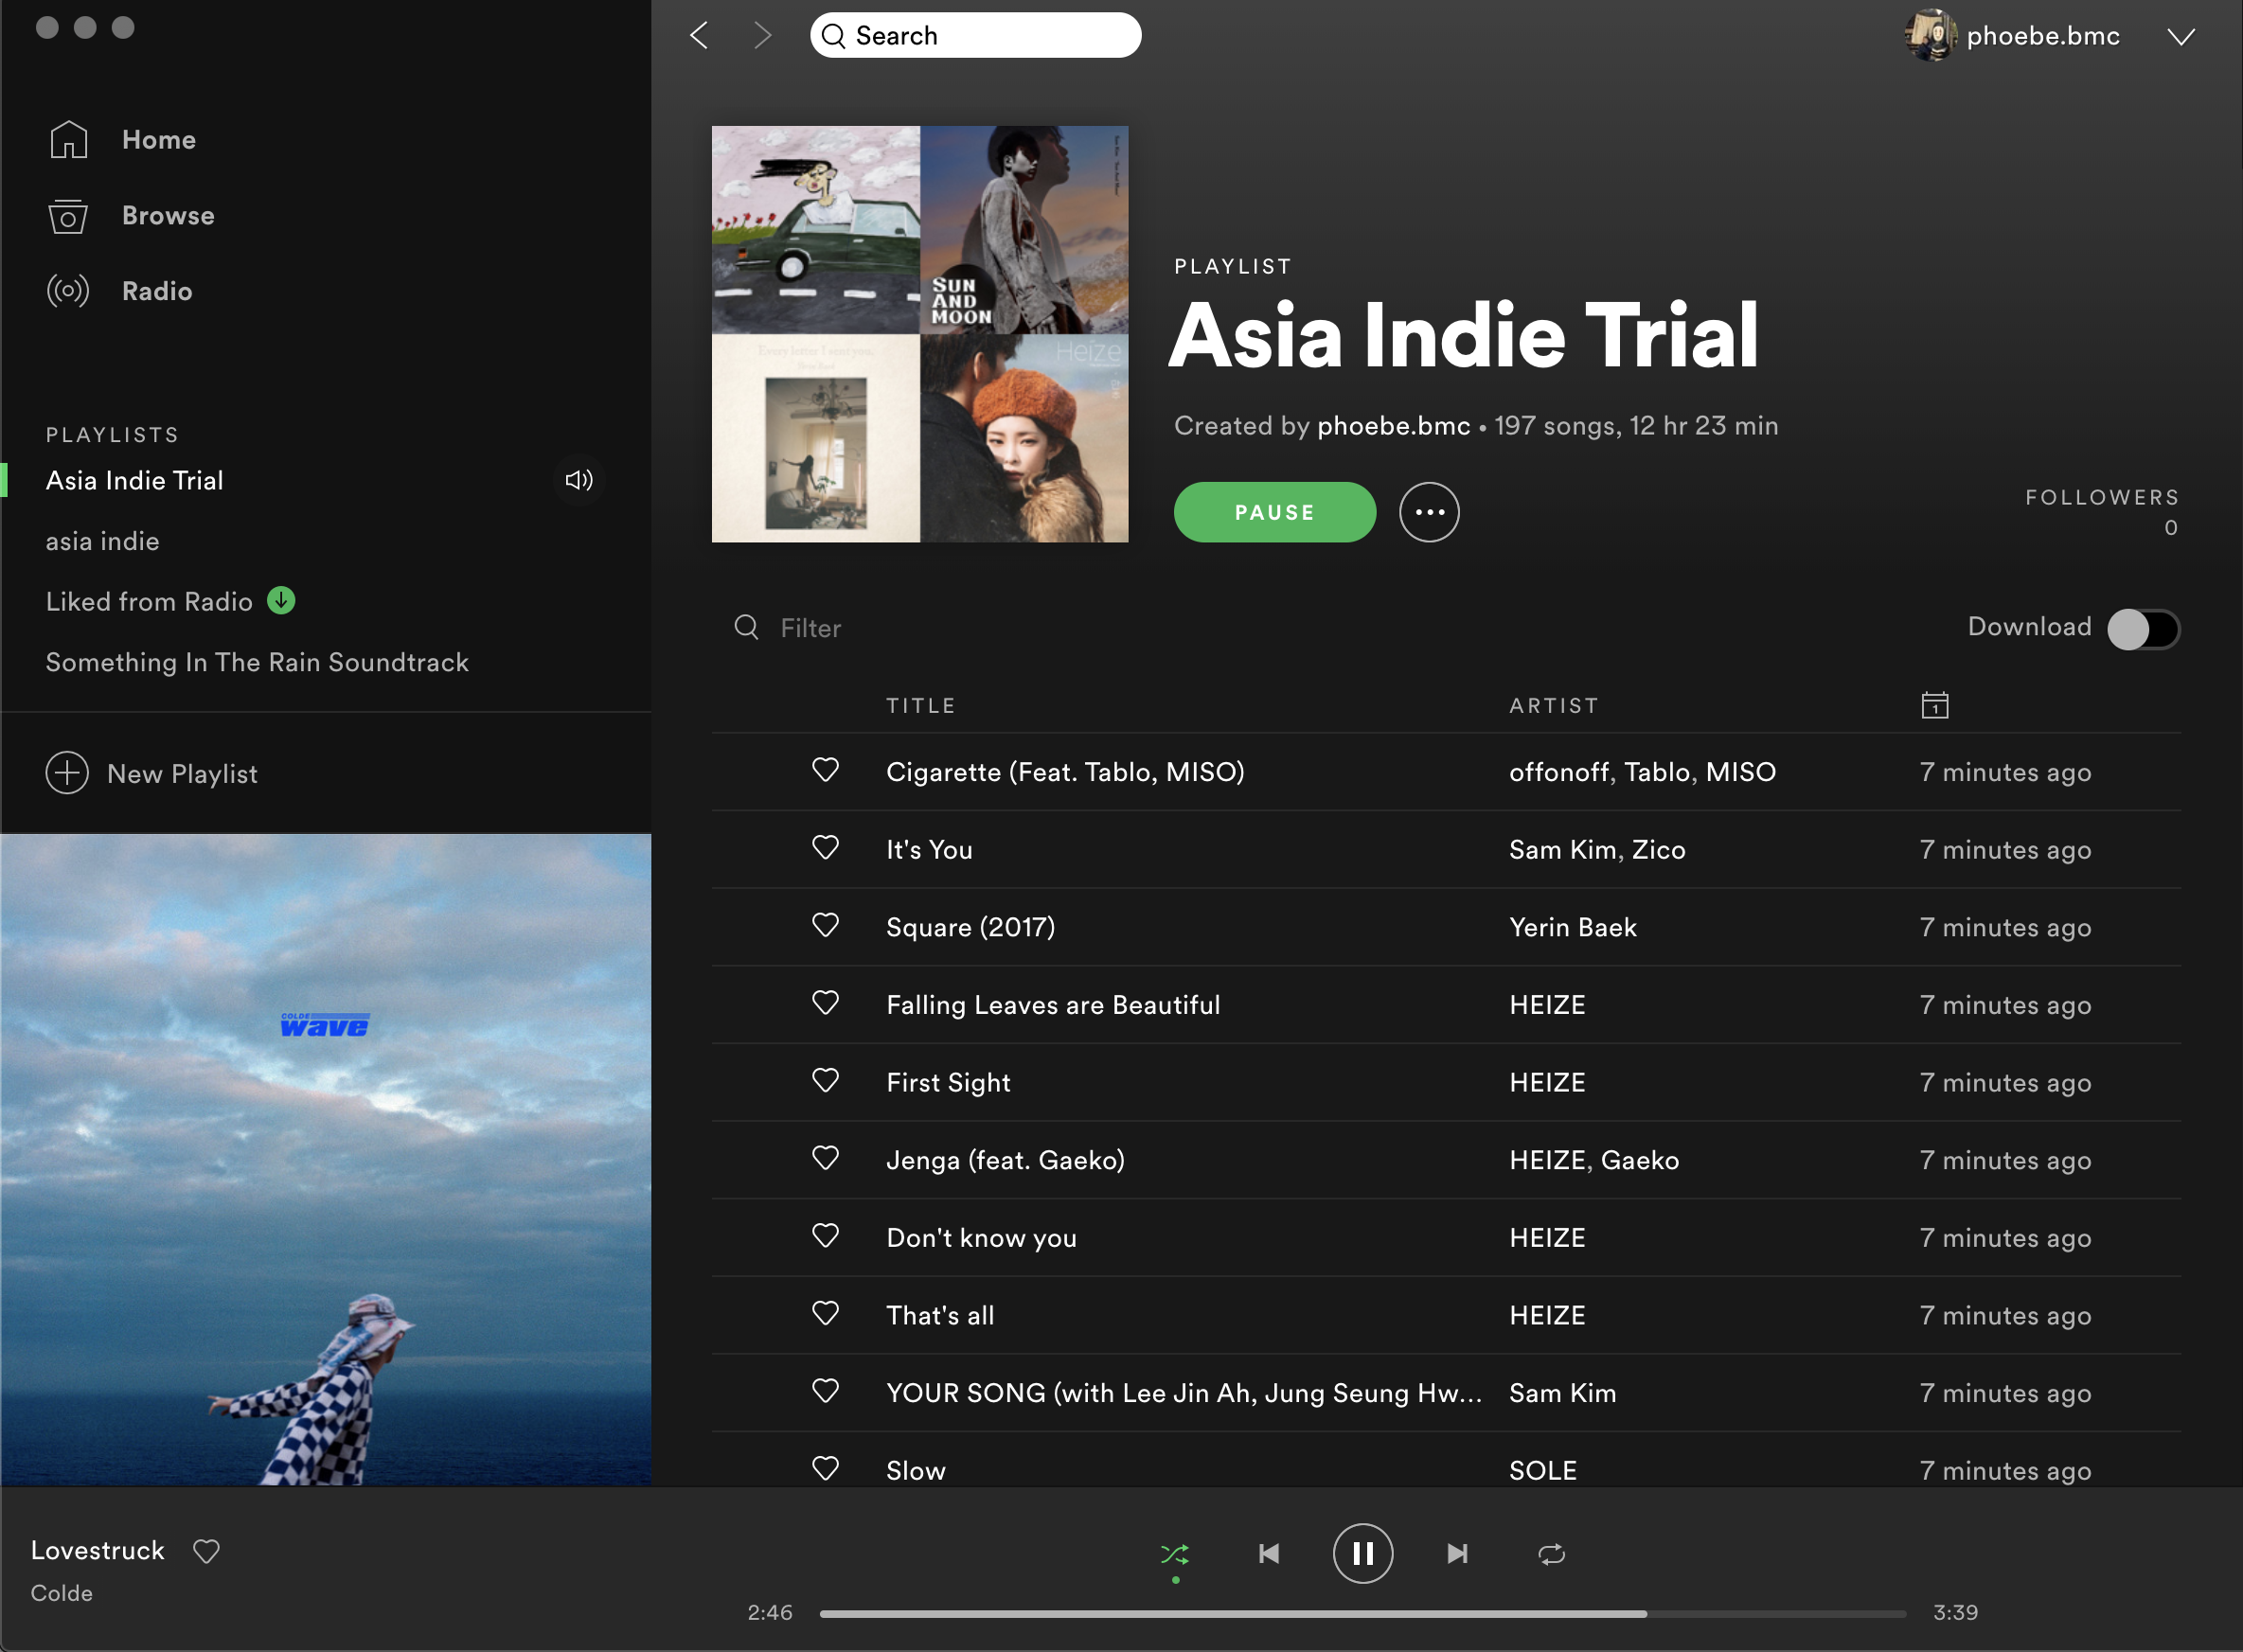 Search
phoebe.bmc
Home
Browse
Radio
PLAYLISTS
Asia Indie Trial
asia indie
Liked from Radio
Something In The Rain Soundtrack
New Playlist
COLDE
wave
SUN
AND
MOON
Every letter I sent you.
Heize
PLAYLIST
Asia Indie Trial
Created by phoebe.bmc • 197 songs, 12 hr 23 min
PAUSE
FOLLOWERS
0
Filter
Download
TITLE ARTIST 1
Cigarette (Feat. Tablo, MISO) offonoff, Tablo, MISO 7 minutes ago
It's You Sam Kim, Zico 7 minutes ago
Square (2017) Yerin Baek 7 minutes ago
Falling Leaves are Beautiful HEIZE 7 minutes ago
First Sight HEIZE 7 minutes ago
Jenga (feat. Gaeko) HEIZE, Gaeko 7 minutes ago
Don't know you HEIZE 7 minutes ago
That's all HEIZE 7 minutes ago
YOUR SONG (with Lee Jin Ah, Jung Seung Hw... Sam Kim 7 minutes ago
Slow SOLE 7 minutes ago
Lovestruck
Colde
2:46 3:39